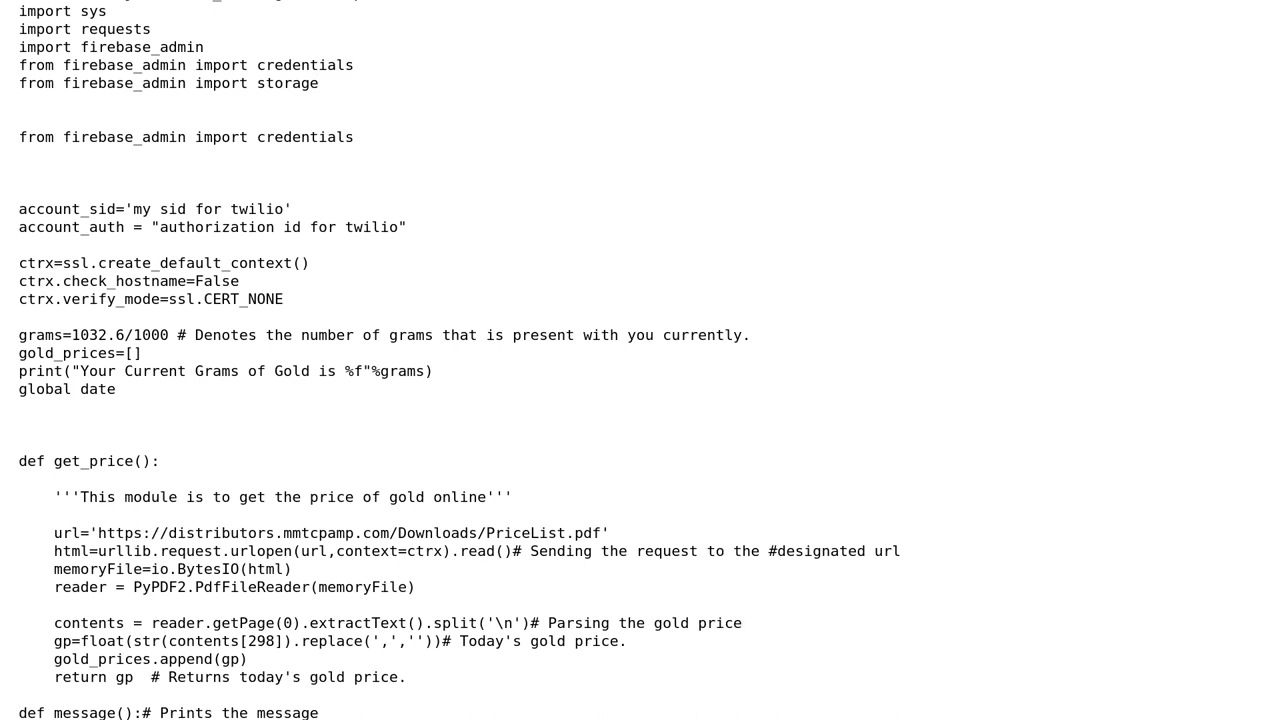 import sys
import requests
import firebase_admin
from firebase_admin import credentials
from firebase_admin import storage
from firebase_admin import credentials
account_sid='my sid for twilio'
account_auth = "authorization id for twilio"
ctrx=ssl.create_default_context()
ctrx.check_hostname=False
ctrx.verify_mode=ssl.CERT_NONE
grams=1032.6/1000 # Denotes the number of grams that is present with you currently.
gold_prices=[]
print("Your Current Grams of Gold is %f"%grams)
global date
def get_price():
    '''This module is to get the price of gold online'''
    url='https://distributors.mmtcpamp.com/Downloads/PriceList.pdf'
    html=urllib.request.urlopen(url,context=ctrx).read()# Sending the request to the #designated url
    memoryFile=io.BytesIO(html)
    reader = PyPDF2.PdfFileReader(memoryFile)
    contents = reader.getPage(0).extractText().split('\n')# Parsing the gold price
    gp=float(str(contents[298]).replace(',',''))# Today's gold price.
    gold_prices.append(gp)
    return gp  # Returns today's gold price.
def message():# Prints the message